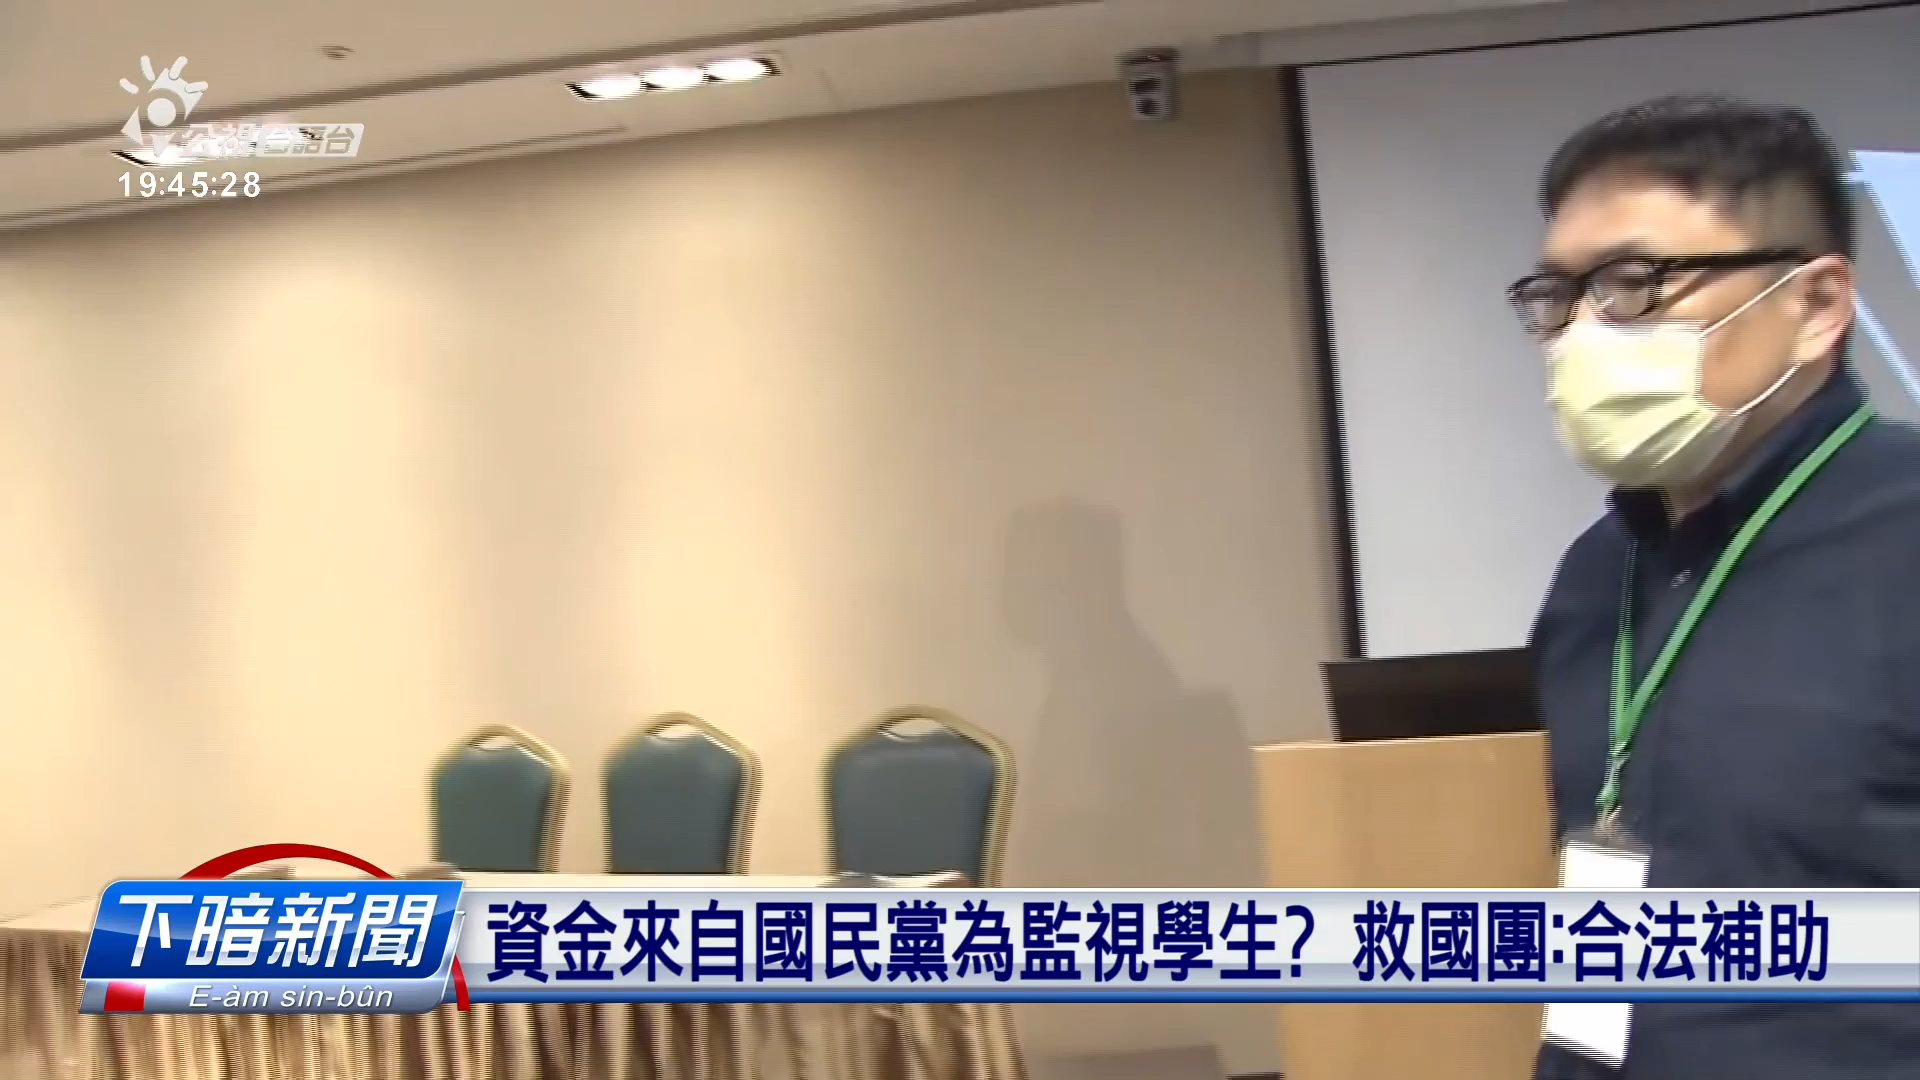 公視台語台
19:45:28
下暗新聞
E-àm sin-bûn
資金來自國民黨為監視學生? 救國團:合法補助